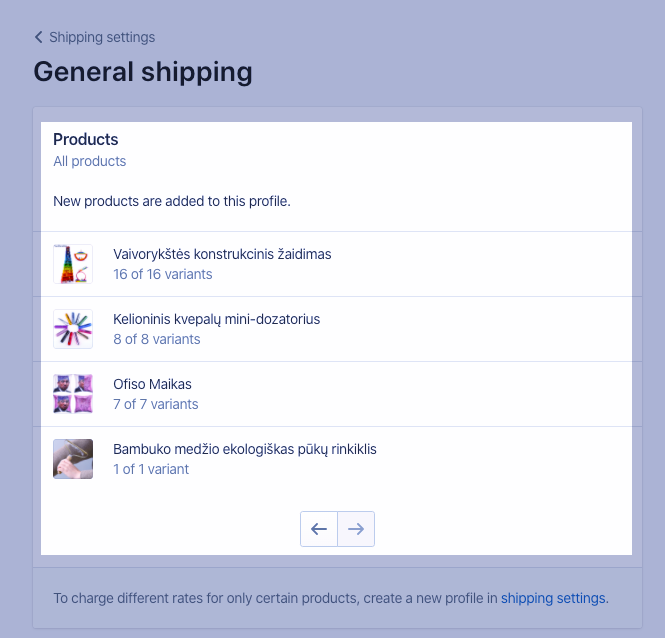 Shipping settings
General shipping
Products
All products
New products are added to this profile.
Vaivorykštės konstrukcinis žaidimas
16 of 16 variants
Kelioninis kvepalų mini-dozatorius
8 of 8 variants
Ofiso Maikas
7 of 7 variants
Bambuko medžio ekologiškas pūkų rinkiklis
1 of 1 variant
To charge different rates for only certain products, create a new profile in shipping settings.